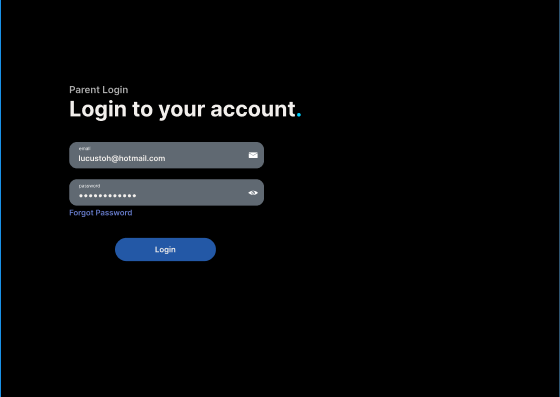 Parent Login
Login to your account.
email
lucustoh@hotmail.com
password
••••••••••••
Forgot Password
Login